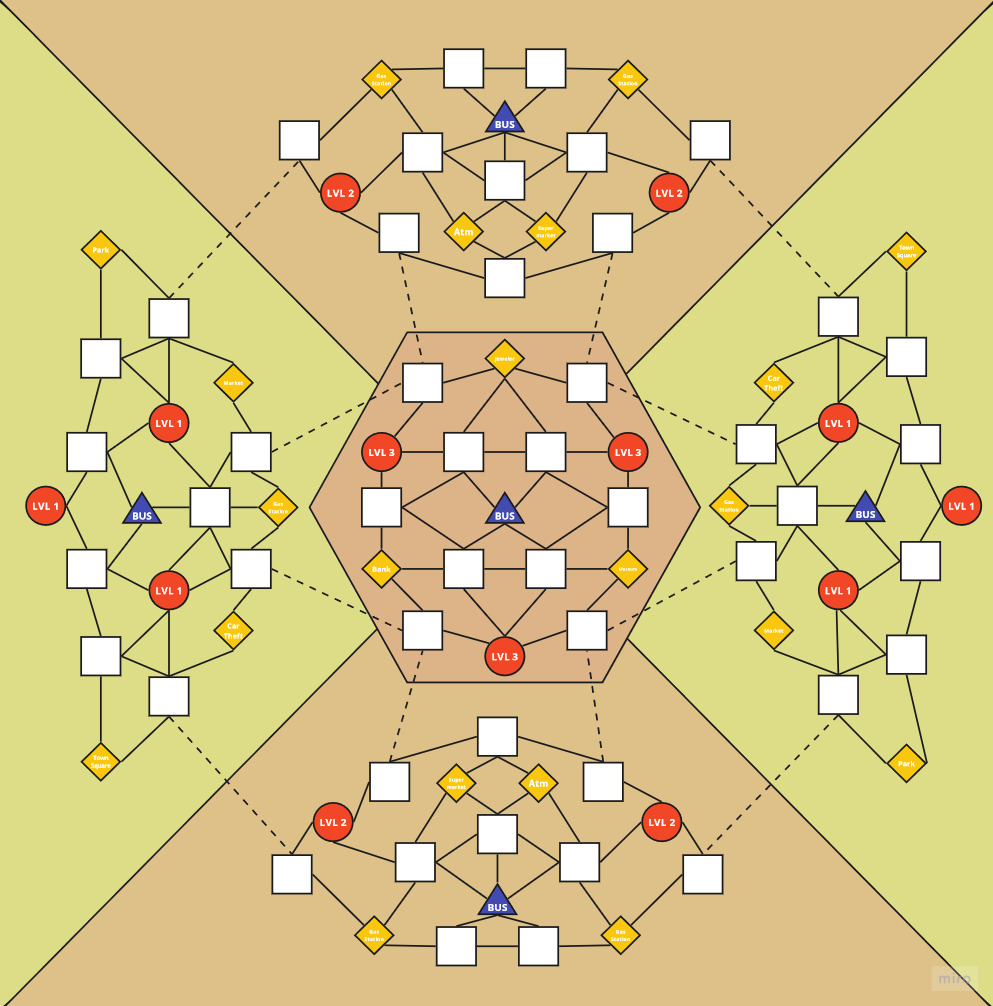 Gas
Station
Gas
Station
BUS
LVL 2
LVL 2
Atm
Super
market
Park
Market
LVL 1
LVL 1
BUS
Gas
Station
LVL 1
Car
Theft
Town
Square
Jeweler
LVL 3
LVL 3
BUS
Bank
Museum
LVL 3
Town
Square
Car
Theft
LVL 1
Gas
Station
BUS
LVL 1
LVL 1
Market
Park
Super
market
Atm
LVL 2
LVL 2
BUS
Gas
Station
Gas
Station
miro